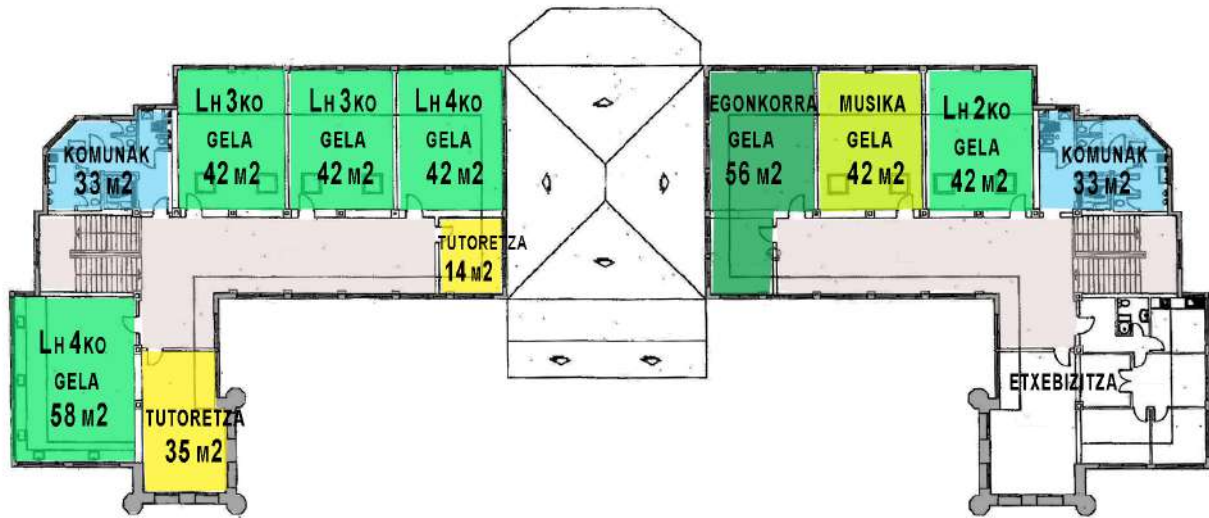 LH 3KO
GELA
42 M2
LH 3KO
GELA
42 M2
LH 4KO
GELA
42 M2
EGONKORRA
GELA
56 M2
MUSIKA
GELA
42 M2
LH 2KO
GELA
42 M2
KOMUNAK
33 M2
KOMUNAK
33 M2
TUTORETZA
14 M2
LH 4KO
GELA
58 M2
TUTORETZA
35 M2
ETXEBIZITZA